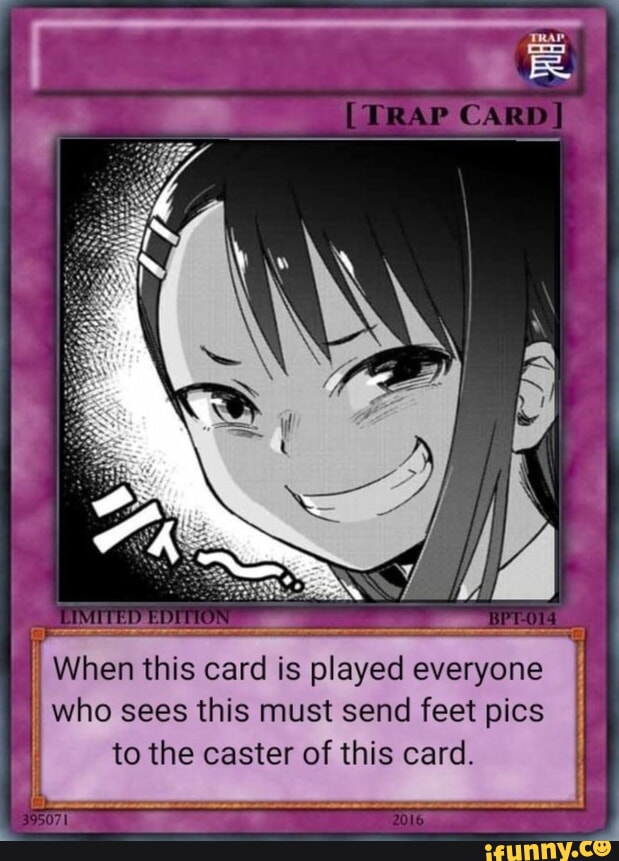 TRAP
罠
[TRAP CARD]
ニタ〜
LIMITED EDITION BPT-014
When this card is played everyone
who sees this must send feet pics
to the caster of this card.
395071 2016
ifunny.co